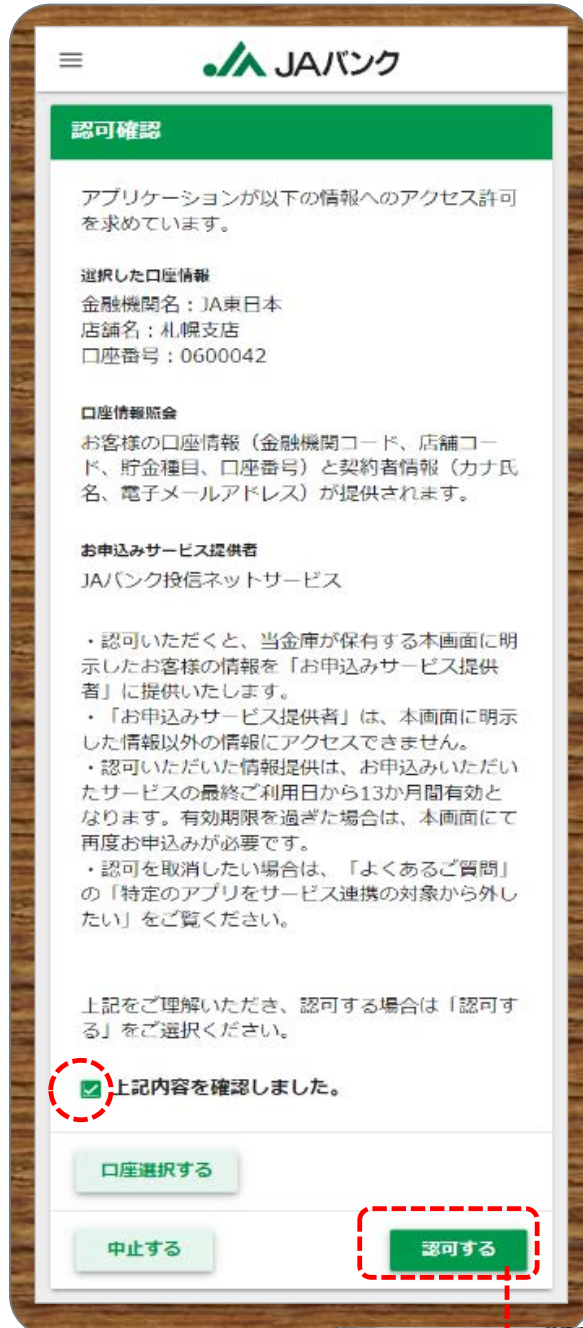 JAバンク
認可確認
アプリケーションが以下の情報へのアクセス許可
を求めています。
選択した口座情報
金融機関名：JA東日本
店舗名：札幌支店
口座番号：0600042
口座情報照会
お客様の口座情報（金融機関コード、店舗コー
ド、貯金種目、口座番号）と契約者情報（カナ氏
名、電子メールアドレス）が提供されます。
お申込みサービス提供者
JAバンク投信ネットサービス
・認可いただくと、当金庫が保有する本画面に明
示したお客様の情報を「お申込みサービス提供
者」に提供いたします。
・「お申込みサービス提供者」は、本画面に明示
した情報以外の情報にアクセスできません。
・認可いただいた情報提供は、お申込みいただい
たサービスの最終ご利用日から13か月間有効と
なります。有効期限を過ぎた場合は、本画面にて
再度お申込みが必要です。
・認可を取消したい場合は、「よくあるご質問」
の「特定のアプリをサービス連携の対象から外し
たい」をご覧ください。
上記をご理解いただき、認可する場合は「認可す
る」をご選択ください。
上記内容を確認しました。
口座選択する
中止する
認可する